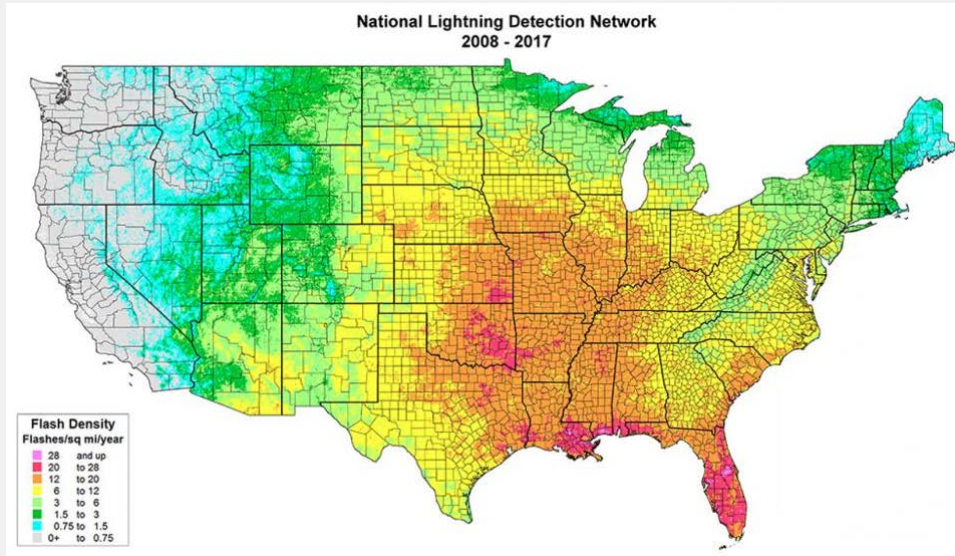 National Lightning Detection Network
2008 - 2017
Flash Density
Flashes/sq mi/year
28 and up
20 to 28
12 to 20
6 to 12
3 to 6
1.5 to 3
0.75 to 1.5
0+ to 0.75